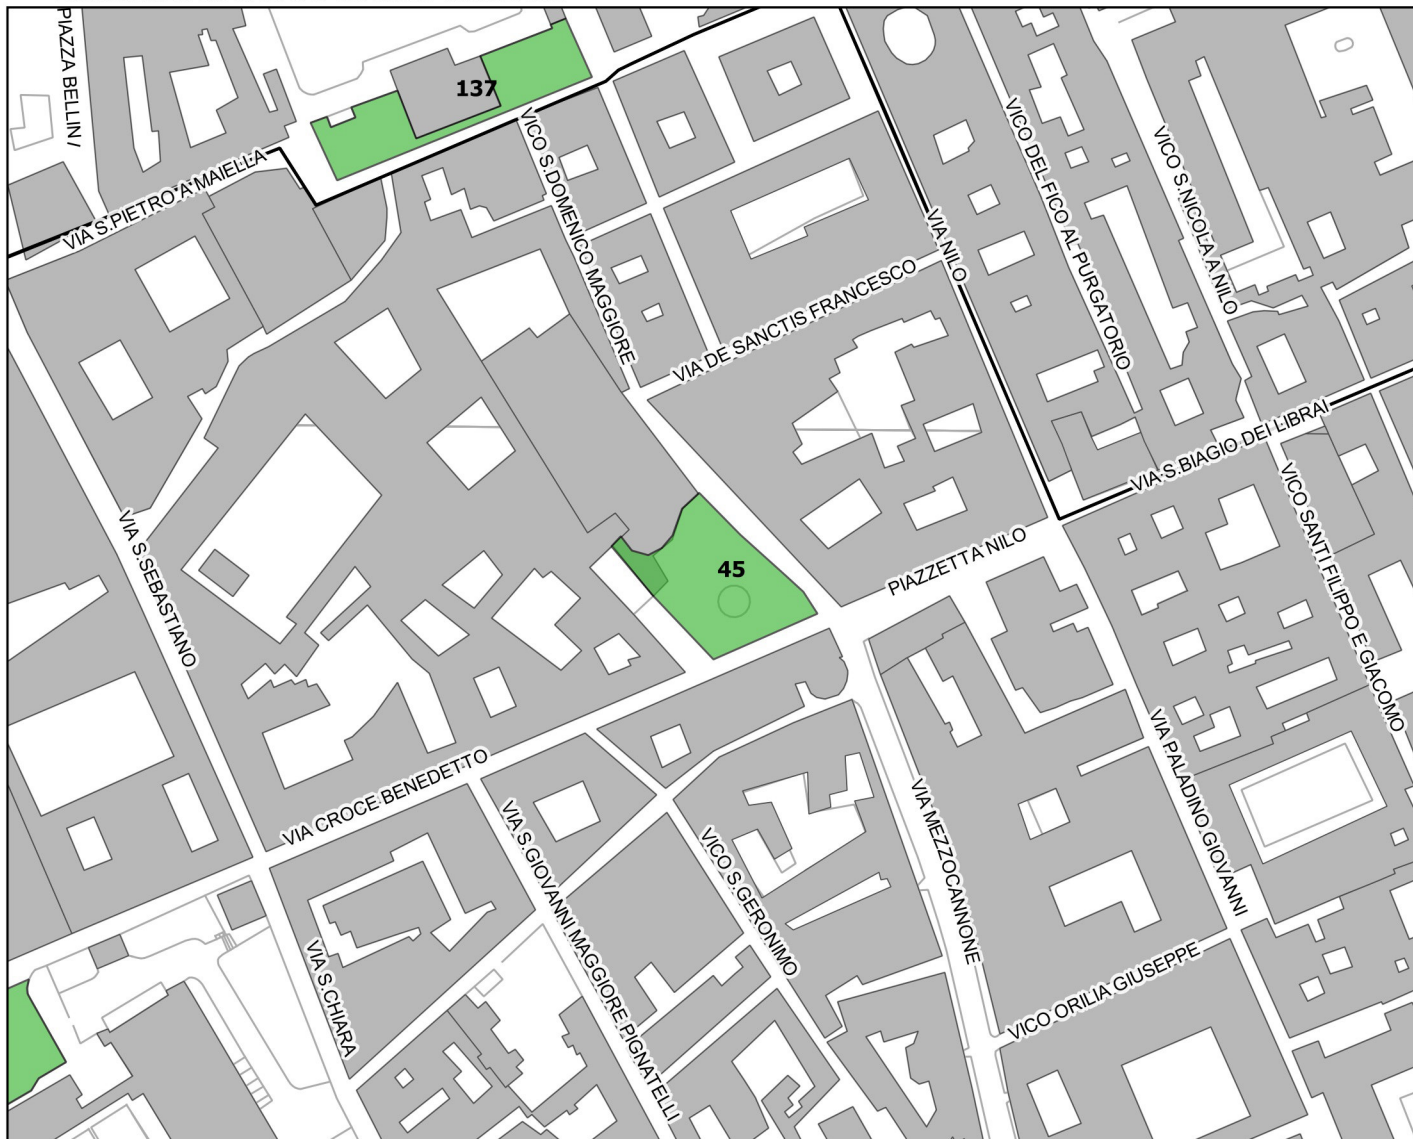 PIAZZA BELLIN /
137
VIA S.PIETRO A MAIELLA
VICO S.DOMENICO MAGGIORE
VIA NILO
VICO DEL FICO AL PURGATORIO
VICO S.NICOLA A NILO
VIA DE SANCTIS FRANCESCO
VIA S.BIAGIO DEI LIBRAI
VICO SANTI FILIPPO E GIACOMO
VIA S.SEBASTIANO
45
PIAZZETTA NILO
VIA CROCE BENEDETTO
VIA S.GIOVANNI MAGGIORE PIGNATELLI
VICO S.GERONIMO
VIA MEZZOCANNONE
VIA PALADINO GIOVANNI
VIA S.CHIARA
VICO ORILIA GIUSEPPE